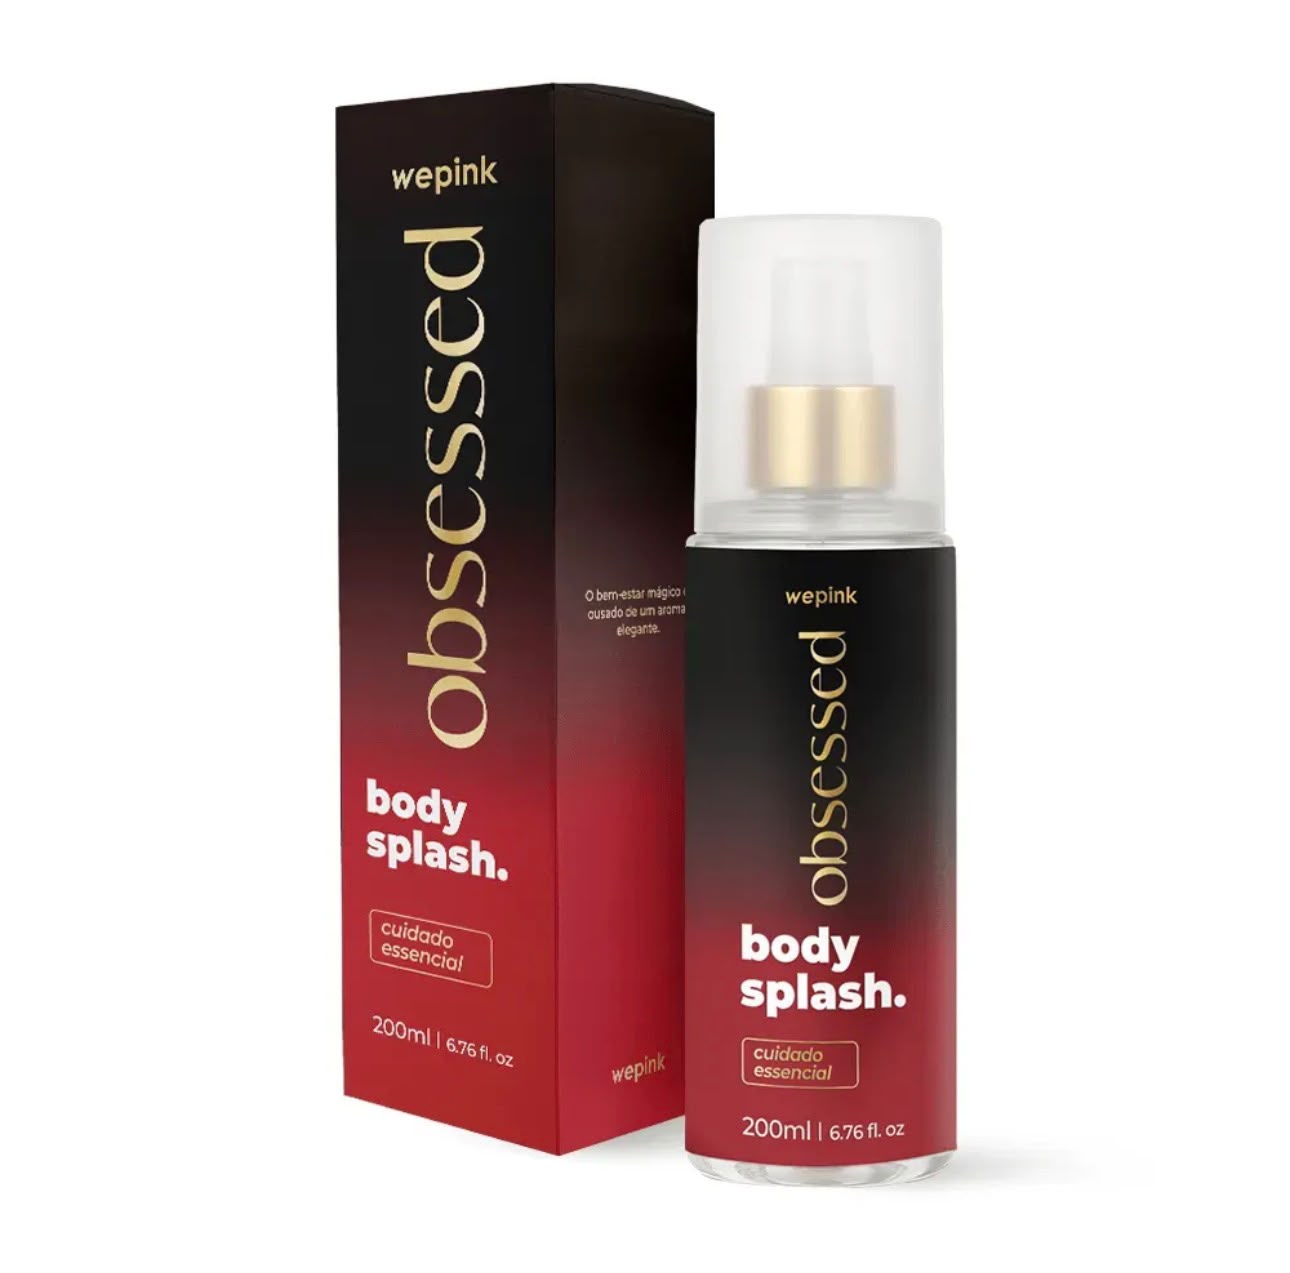 wepink
obsessed
body
splash.
cuidado
essencial
200ml | 6.76 fl. oz
O bem-estar mágico
ousado de um aroma
elegante.
wepink
wepink
obsessed
body
splash.
cuidado
essencial
200ml | 6.76 fl. oz